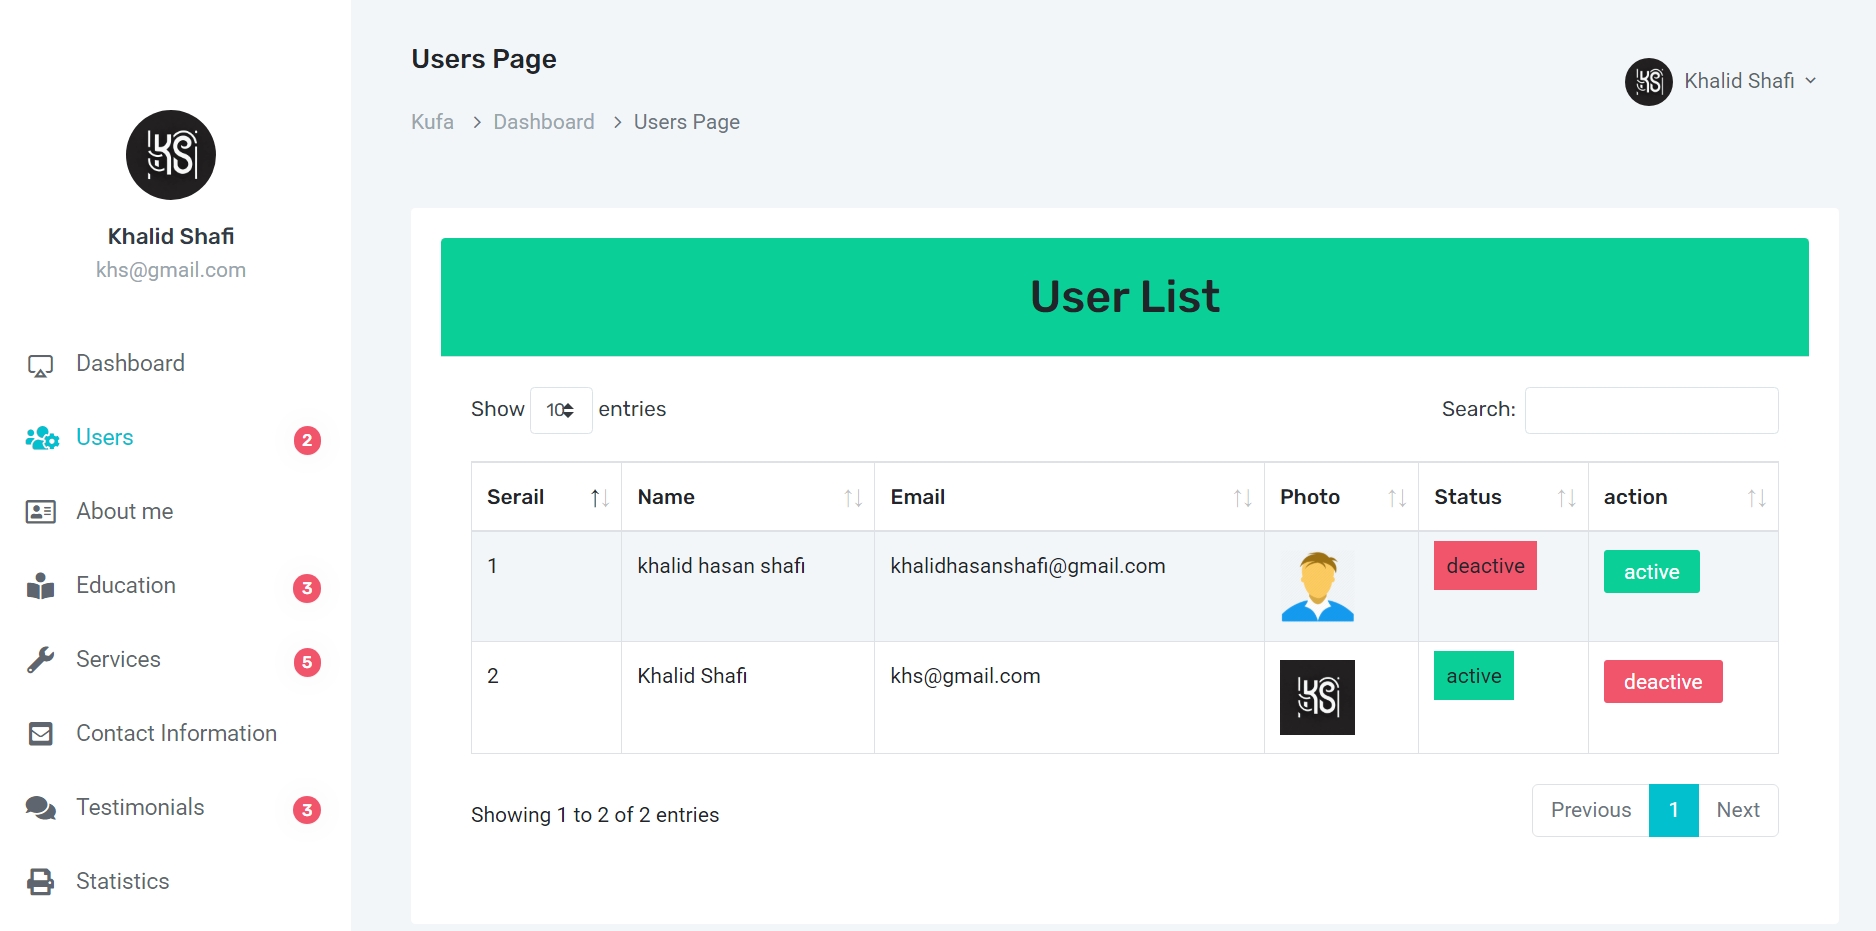 Users Page
Kufa > Dashboard > Users Page
Khalid Shafi
Khalid Shafi
khs@gmail.com
Dashboard
Users 2
About me
Education 3
Services 5
Contact Information
Testimonials 3
Statistics
User List
Show 10 entries
Search:
Serail Name Email Photo Status action
1 khalid hasan shafi khalidhasanshafi@gmail.com deactive active
2 Khalid Shafi khs@gmail.com KS active deactive
Showing 1 to 2 of 2 entries
Previous 1 Next